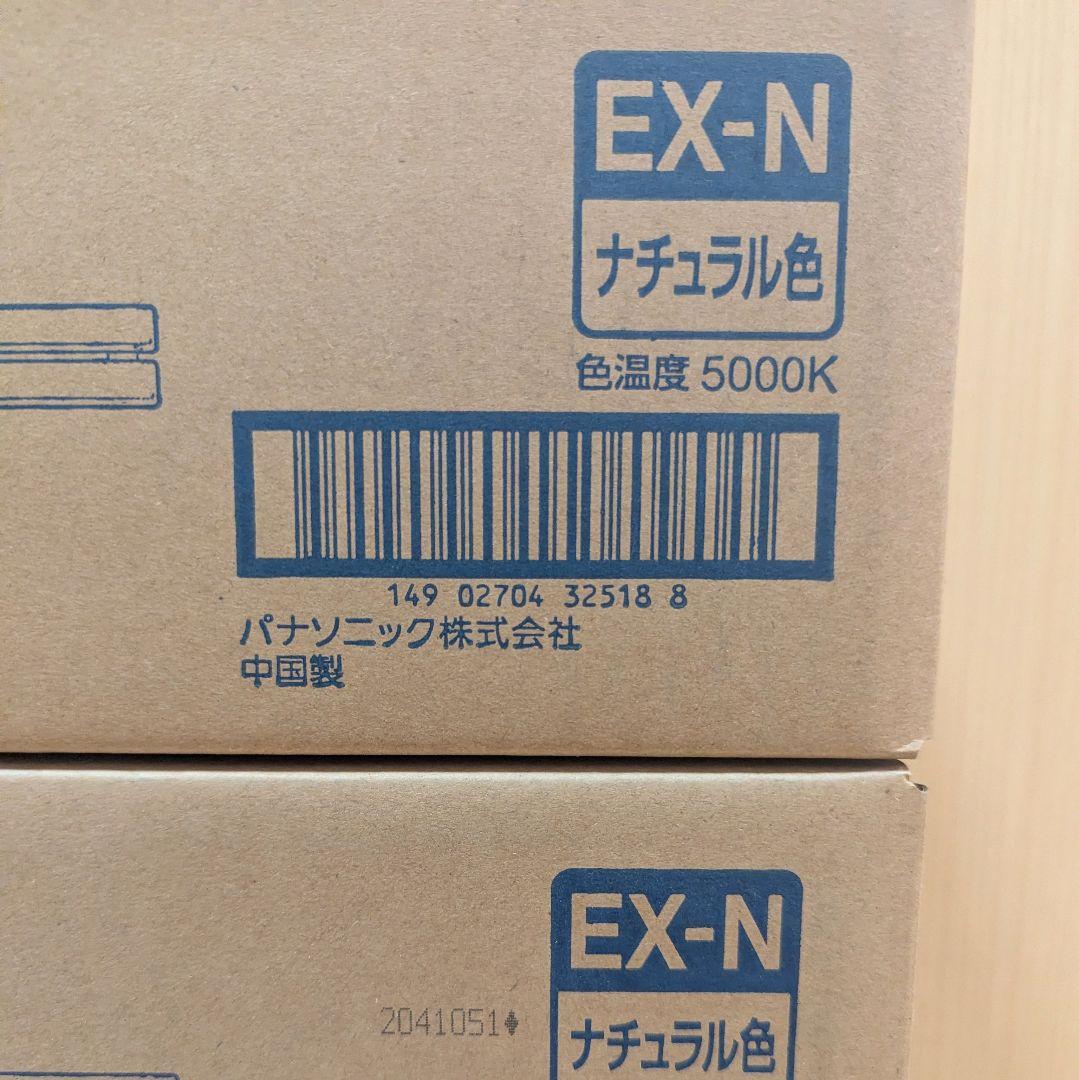 EX-N
ナチュラル色
色温度 5000K
149 02704 32518 8
パナソニック株式会社
中国製
EX-N
2041051
ナチュラル色